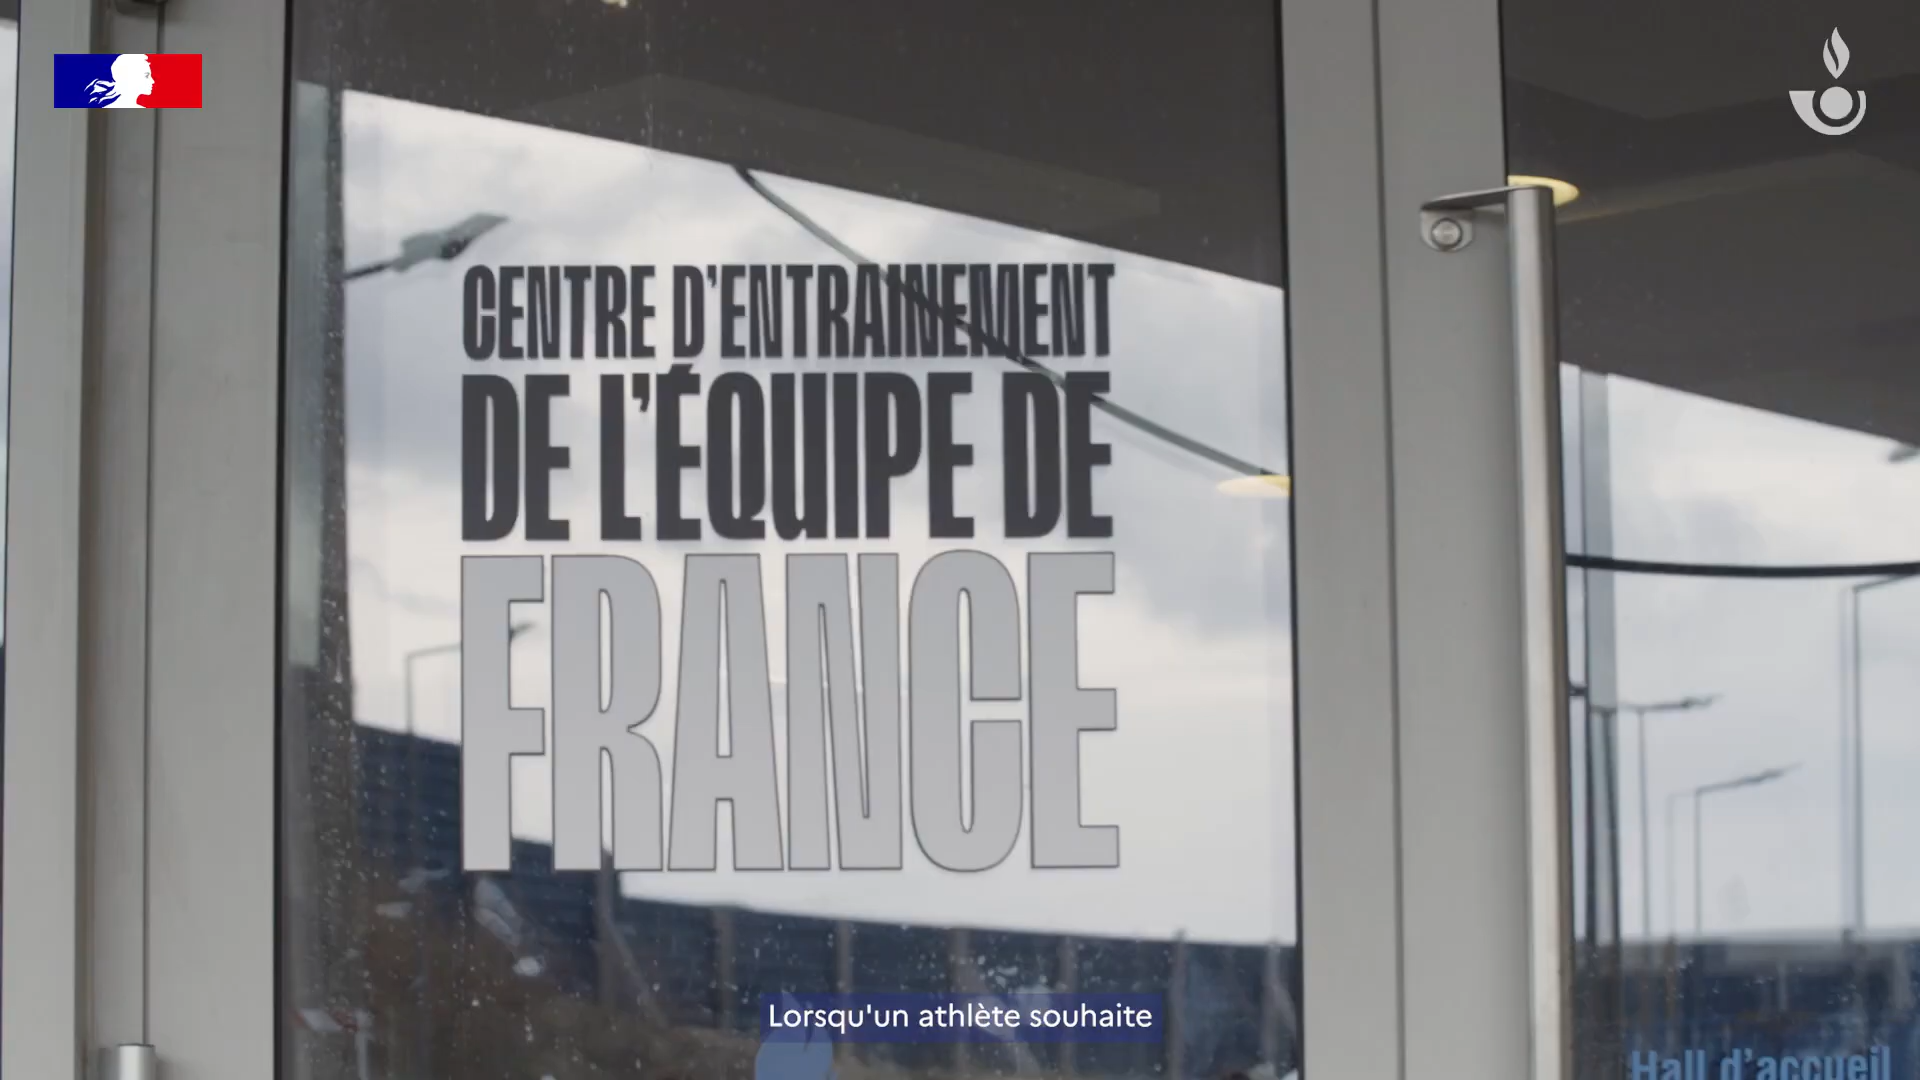 CENTRE D'ENTRAINEMENT
DE L'ÉQUIPE DE
FRANCE
Lorsqu'un athlète souhaite
Hall d'accueil